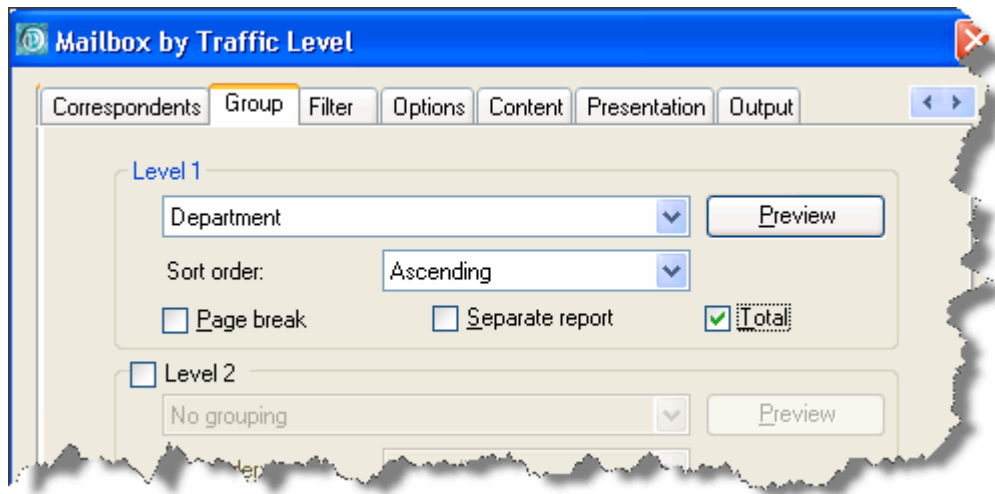 Mailbox by Traffic Level
Correspondents Group Filter Options Content Presentation Output
Level 1
Department Preview
Sort order: Ascending
Page break Separate report Total
Level 2
No grouping Preview